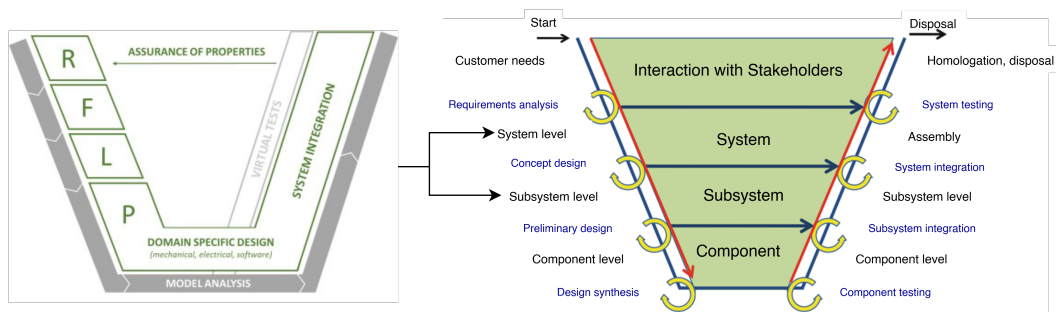 R
F
L
P
ASSURANCE OF PROPERTIES
VIRTUAL TESTS
SYSTEM INTEGRATION
DOMAIN SPECIFIC DESIGN
(mechanical, electrical, software)
MODEL ANALYSIS
Start
Disposal
Customer needs
Homologation, disposal
Interaction with Stakeholders
Requirements analysis
System testing
System level
System
Assembly
Concept design
System integration
Subsystem level
Subsystem
Subsystem level
Preliminary design
Subsystem integration
Component level
Component
Component level
Design synthesis
Component testing